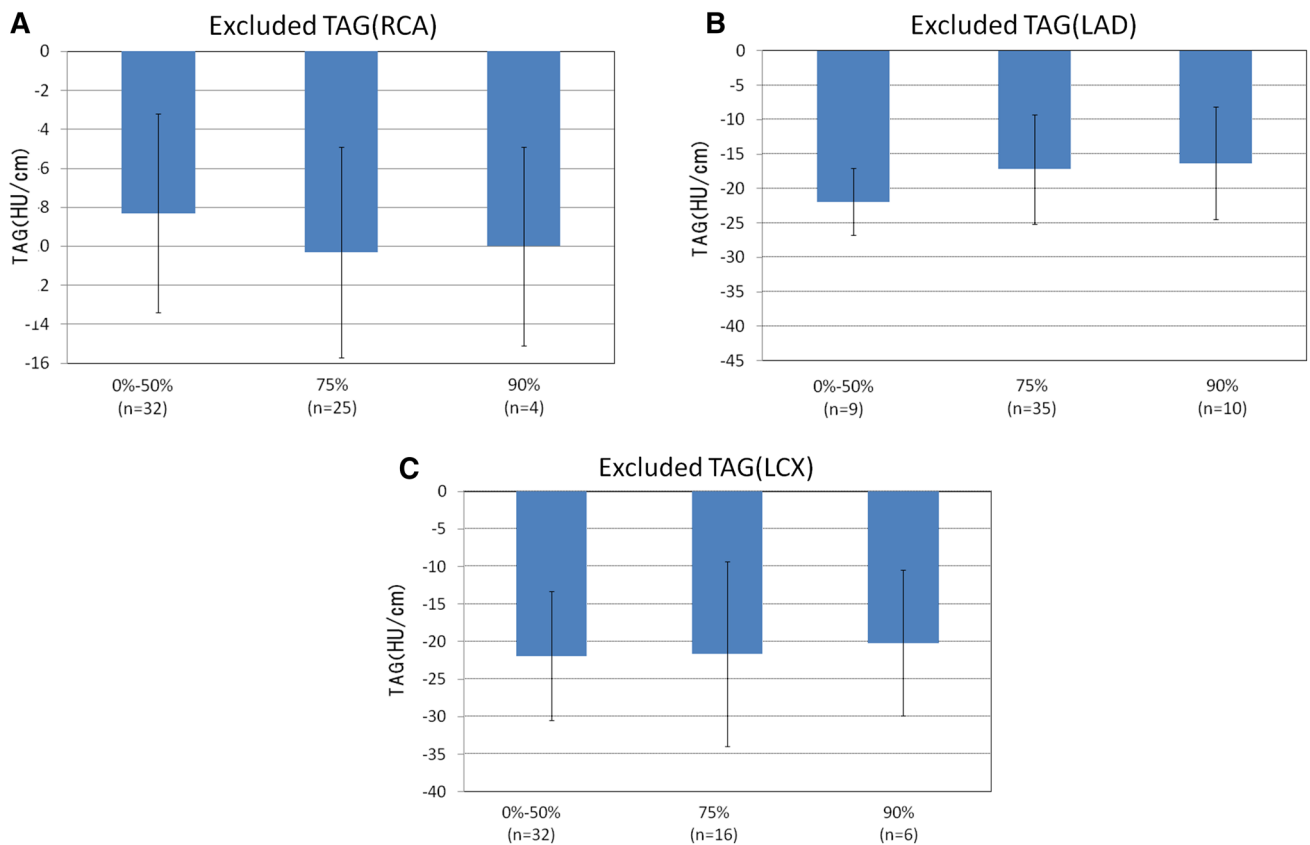 A
Excluded TAG(RCA)
0
-2
-4
·6
·8
0
2
-14
-16
TAG(HU/cm)
0%-50%
75%
90%
(n=32)
(n=25)
(n=4)
B
Excluded TAG(LAD)
0
-5
-10
-15
-20
-25
-30
-35
-40
-45
TAG(HU/cm)
0%-50%
75%
90%
(n=9)
(n=35)
(n=10)
C
Excluded TAG(LCX)
0
-5
-10
-15
-20
-25
-30
-35
-40
TAG(HU/cm)
0%-50%
75%
90%
(n=32)
(n=16)
(n=6)